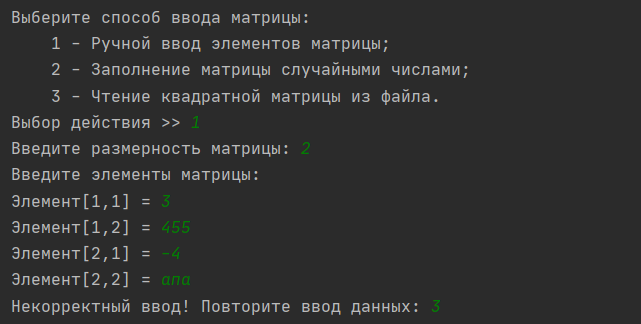 Выберите способ ввода матрицы:
1 - Ручной ввод элементов матрицы;
2 - Заполнение матрицы случайными числами;
3 - Чтение квадратной матрицы из файла.
Выбор действия >> 1
Введите размерность матрицы: 2
Введите элементы матрицы:
Элемент[1,1] = 3
Элемент[1,2] = 455
Элемент[2,1] = -4
Элемент[2,2] = апа
Некорректный ввод! Повторите ввод данных: 3